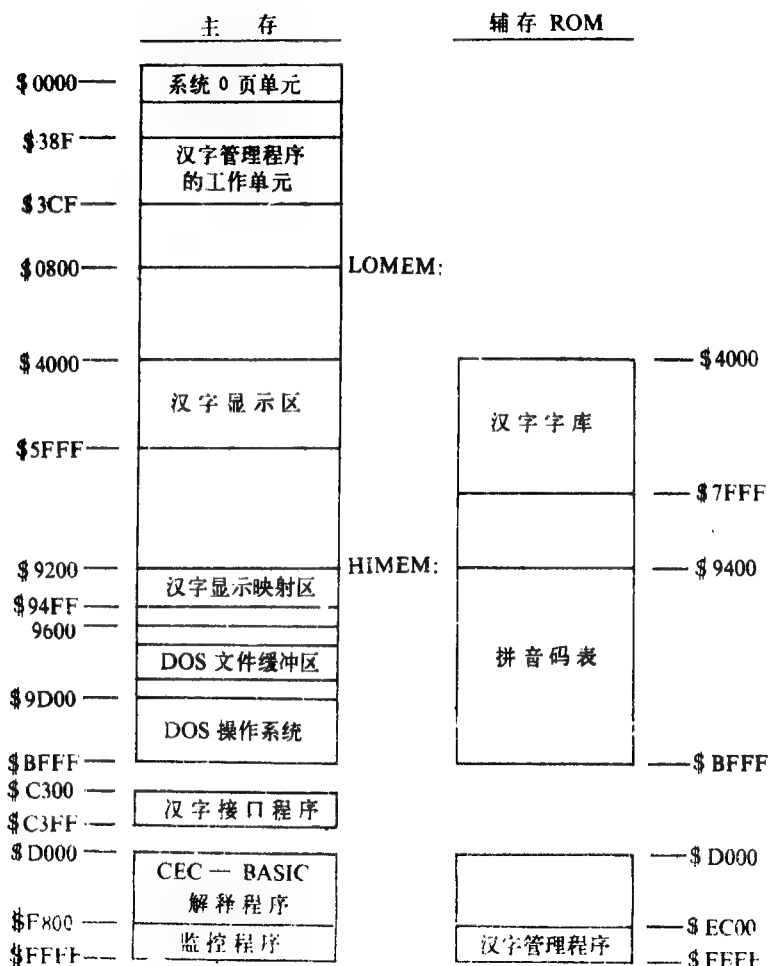 主 存
辅存 ROM
$0000
系统 0 页单元
$38F
汉字管理程序
的工作单元
$3CF
$0800
LOMEM:
$4000
$4000
汉字显示区
汉字字库
$5FFF
$7FFF
$9200
HIMEM:
$9400
汉字显示映射区
$94FF
9600
拼音码表
DOS 文件缓冲区
$9D00
DOS 操作系统
$BFFF
$BFFF
$C300
汉字接口程序
$C3FF
$D000
$D000
CEC — BASIC
解释程序
$F800
$EC00
监控程序
汉字管理程序
$FFFF
$FFFF